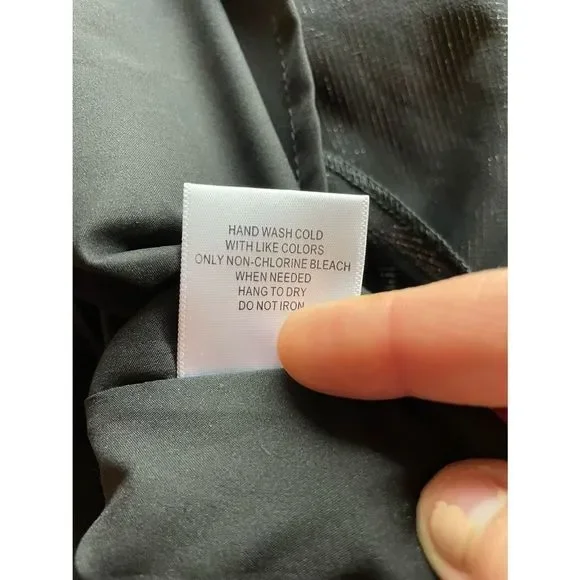 HAND WASH COLD
WITH LIKE COLORS
ONLY NON-CHLORINE BLEACH
WHEN NEEDED
HANG TO DRY
DO NOT IRON